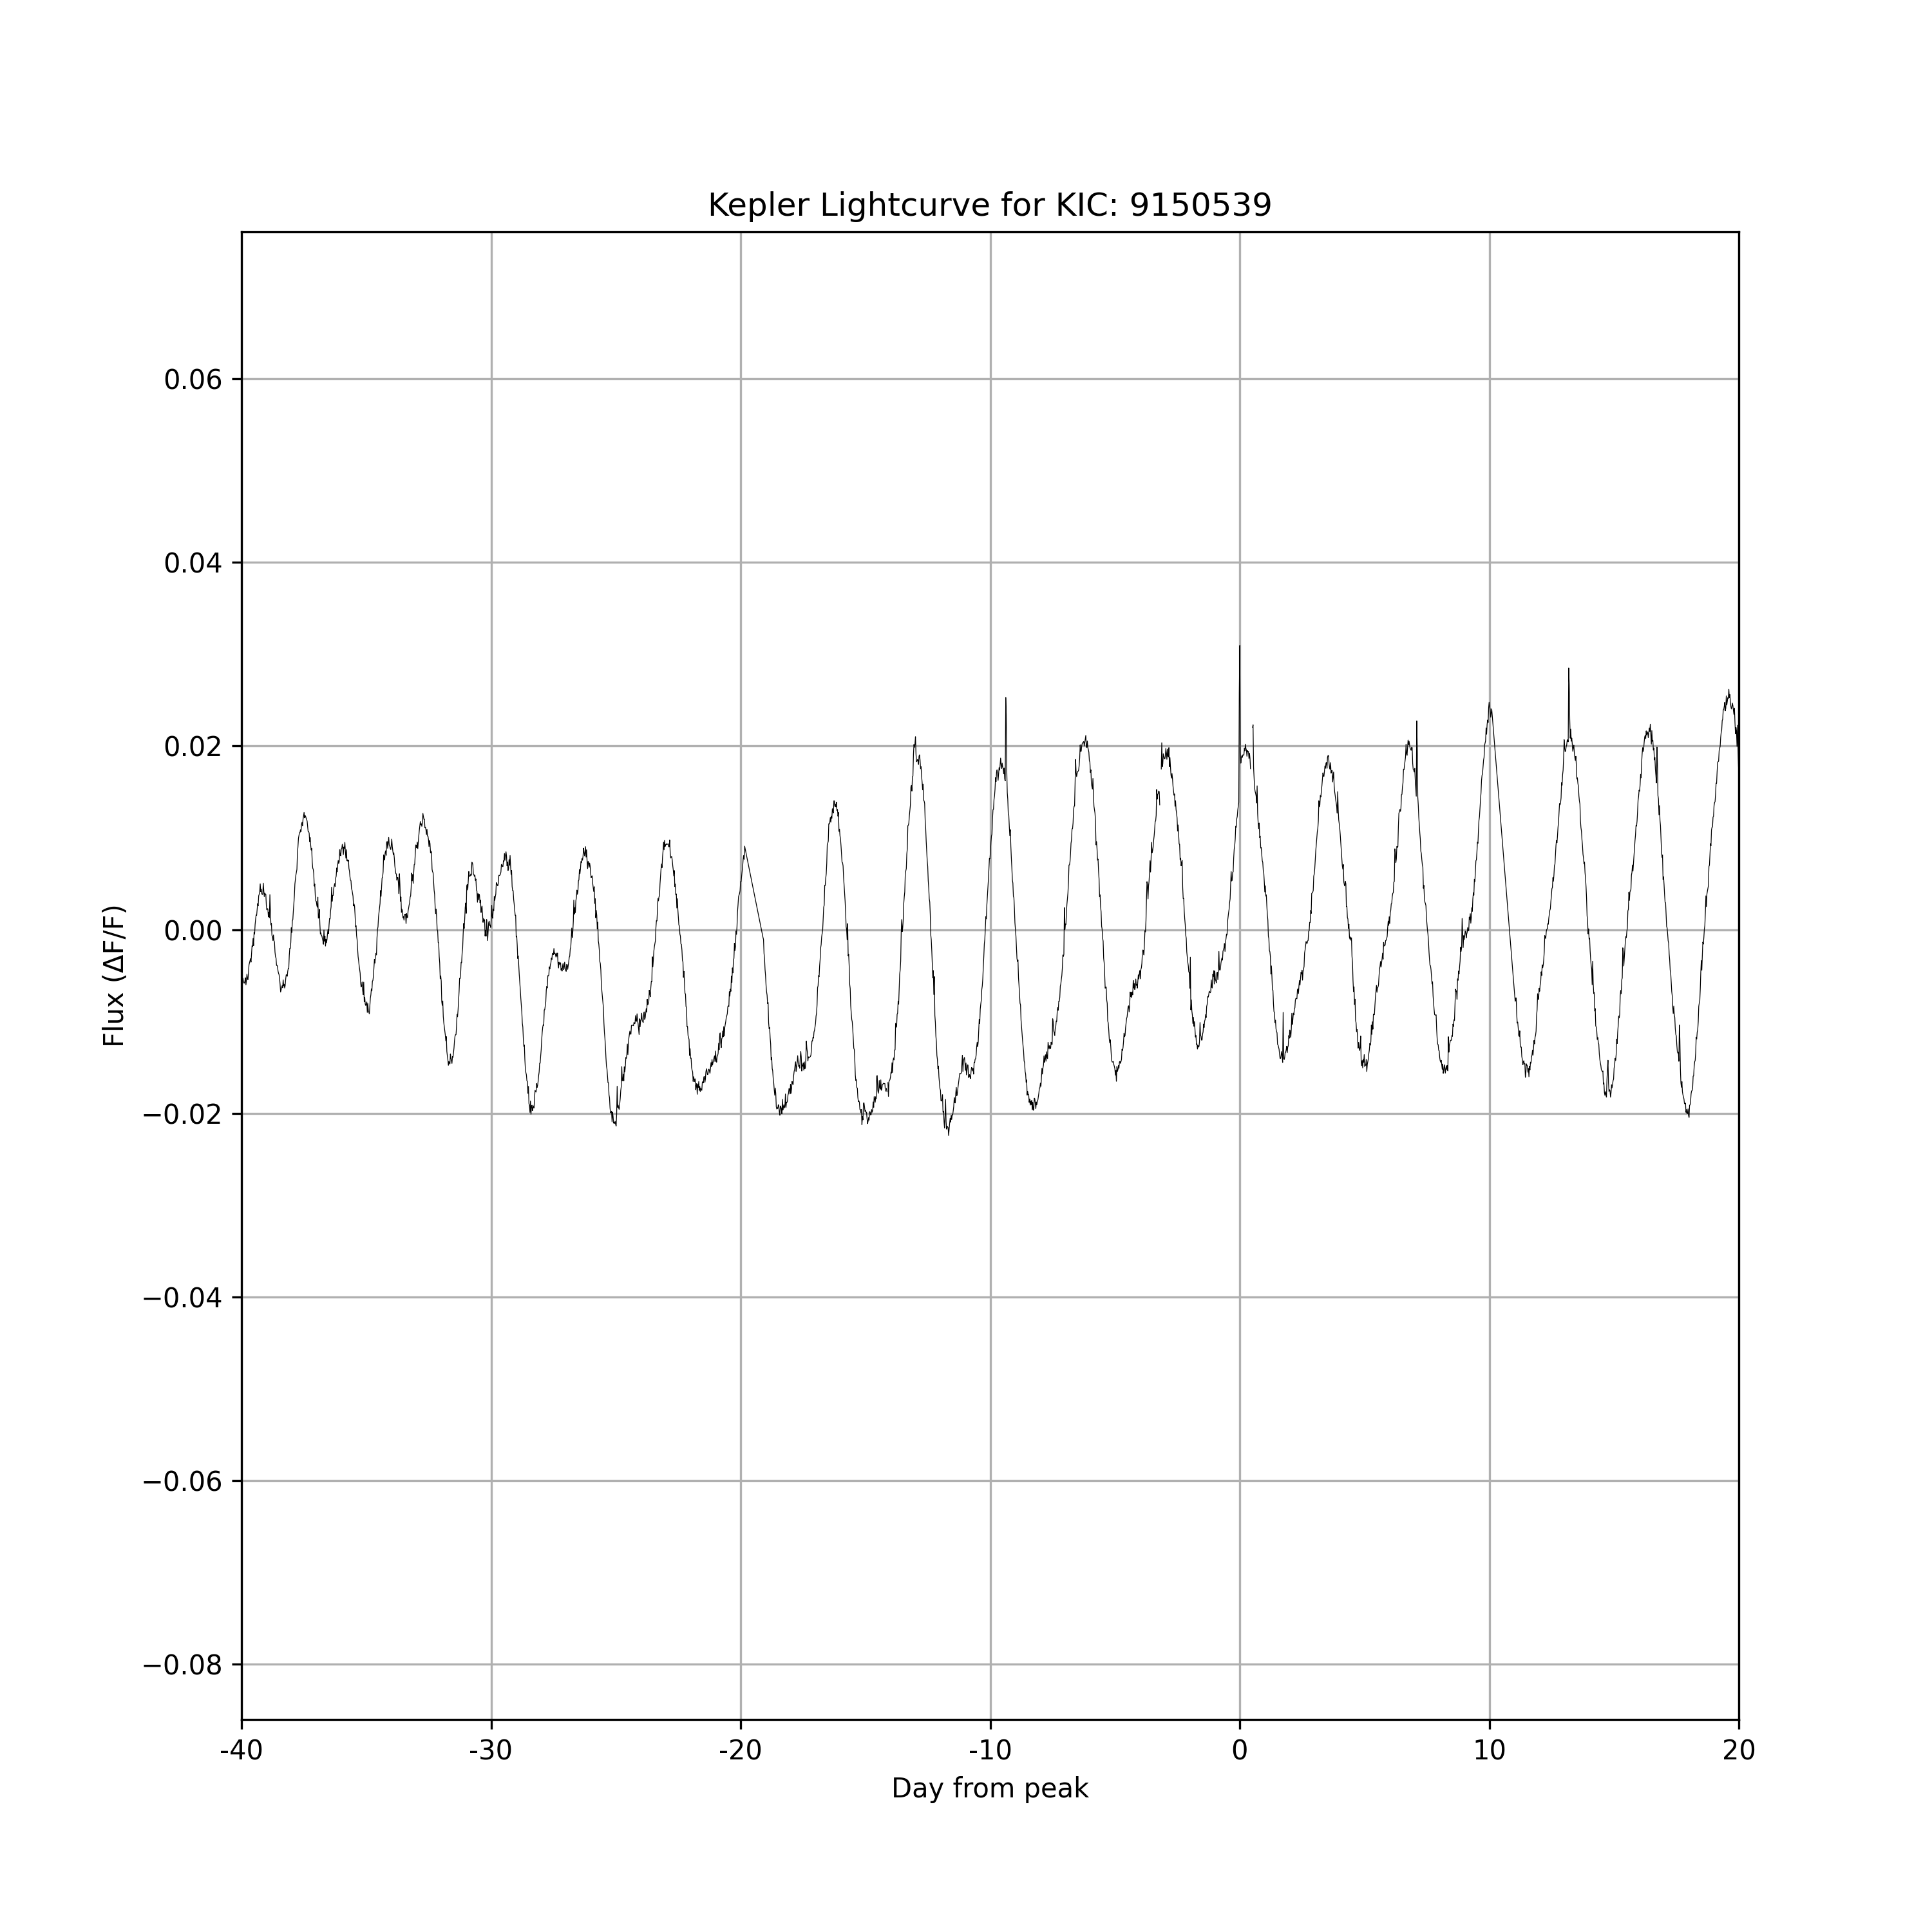 Kepler Lightcurve for KIC: 9150539
Flux (ΔF/F)
0.06
0.04
0.02
0.00
−0.02
−0.04
−0.06
−0.08
-40 -30 -20 -10 0 10 20
Day from peak